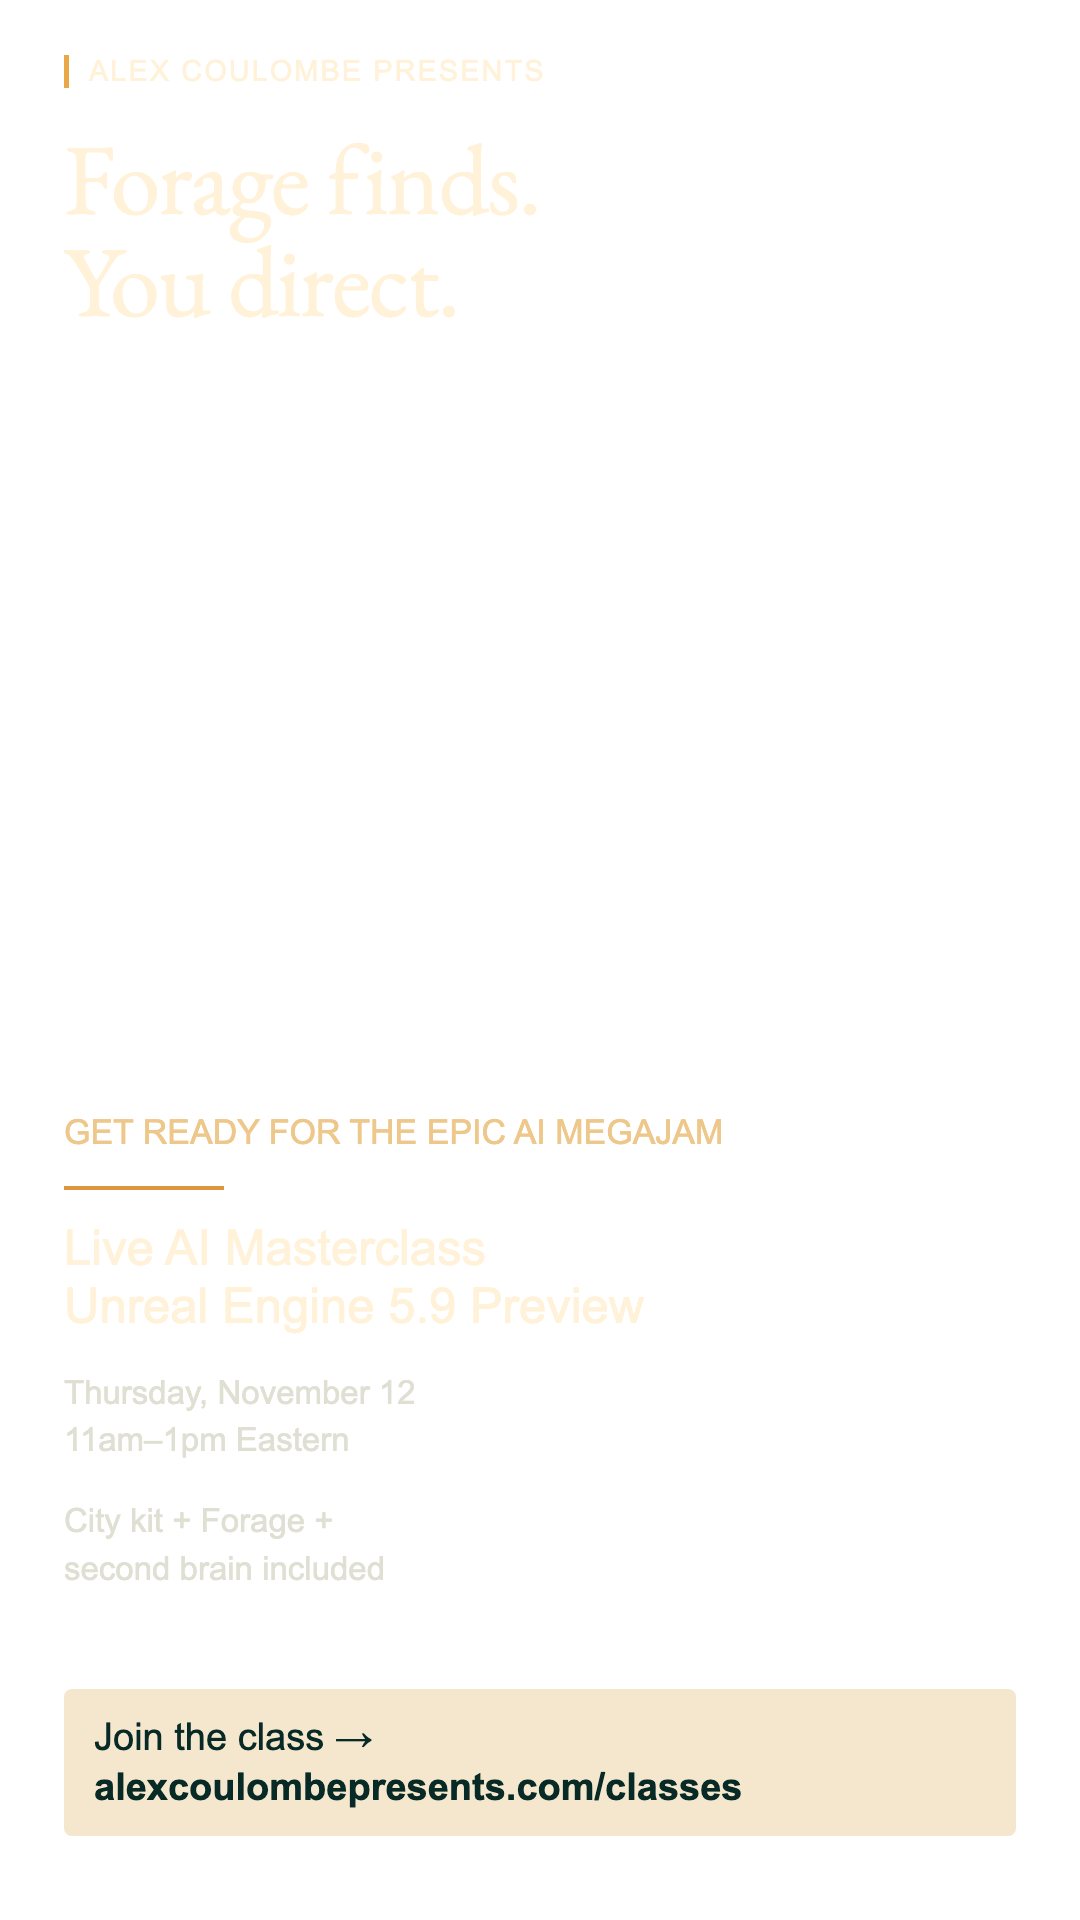 ALEX COULOMBE PRESENTS
Forage finds.
You direct.
GET READY FOR THE EPIC AI MEGAJAM
Live AI Masterclass
Unreal Engine 5.9 Preview
Thursday, November 12
11am–1pm Eastern
City kit + Forage +
second brain included
Join the class →
alexcoulombepresents.com/classes